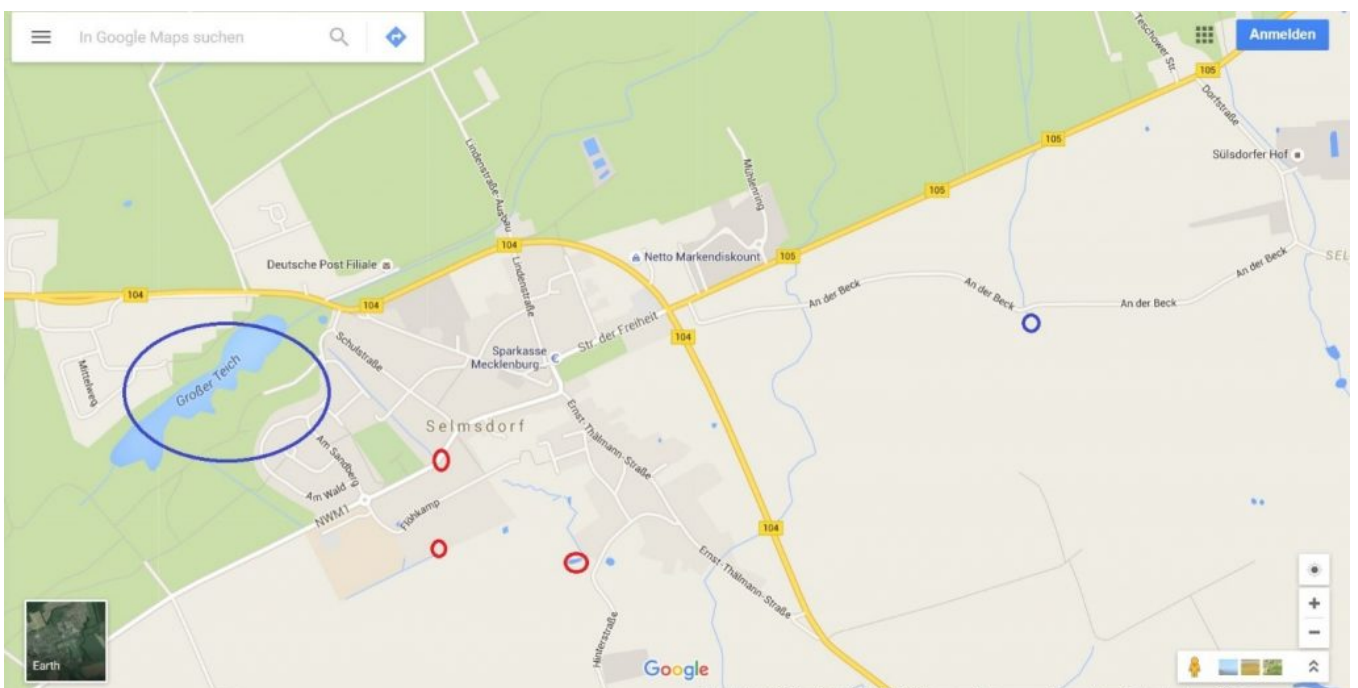 In Google Maps suchen
Anmelden
Teschower Str.
105
Dorfstraße
105
Sülsdorfer Hof
Lindenstraße-Ausbau
Mühlenring
105
104
Netto Markendiskount
105
Deutsche Post Filiale
Lindenstraße
An der Beck
SEL
104
104
An der Beck
An der Beck
An der Beck
Str. der Freiheit
104
Schulstraße
Sparkasse
Mecklenburg...
Großer Teich
Mittelweg
Selmsdorf
Ernst-Thälmann-Straße
Am Sandberg
Am Wald
NWM1
Flöhkamp
104
Ernst-Thälmann-Straße
Hinterstraße
Earth
Google